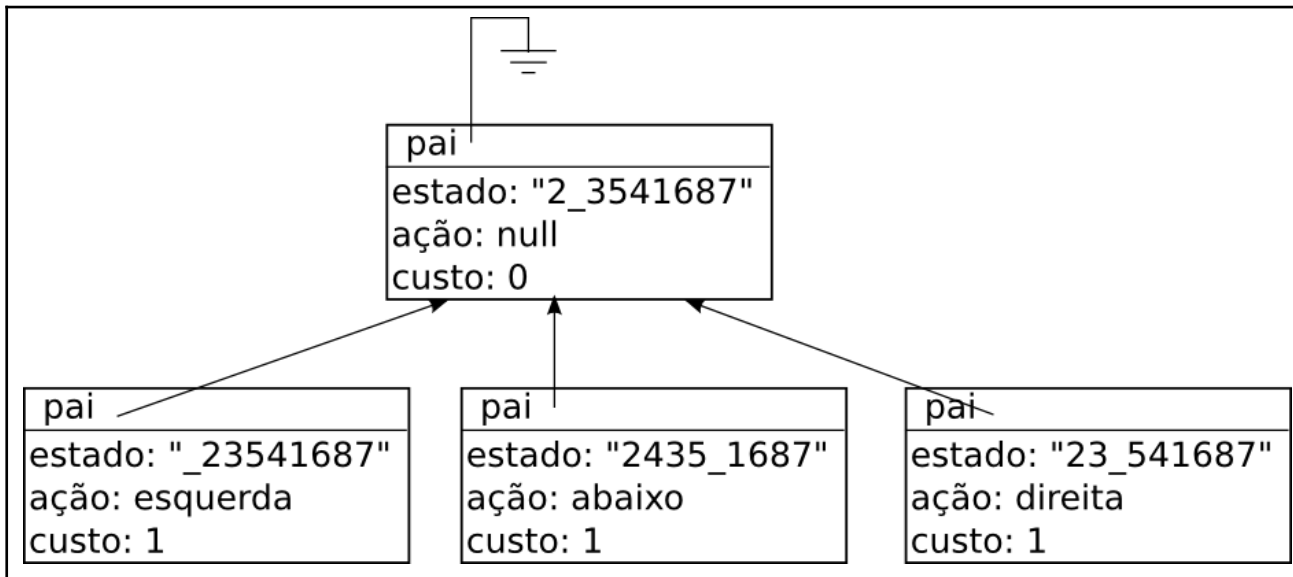 pai
estado: "2_3541687"
ação: null
custo: 0
pai
estado: "_23541687"
ação: esquerda
custo: 1
pai
estado: "2435_1687"
ação: abaixo
custo: 1
pai
estado: "23_541687"
ação: direita
custo: 1